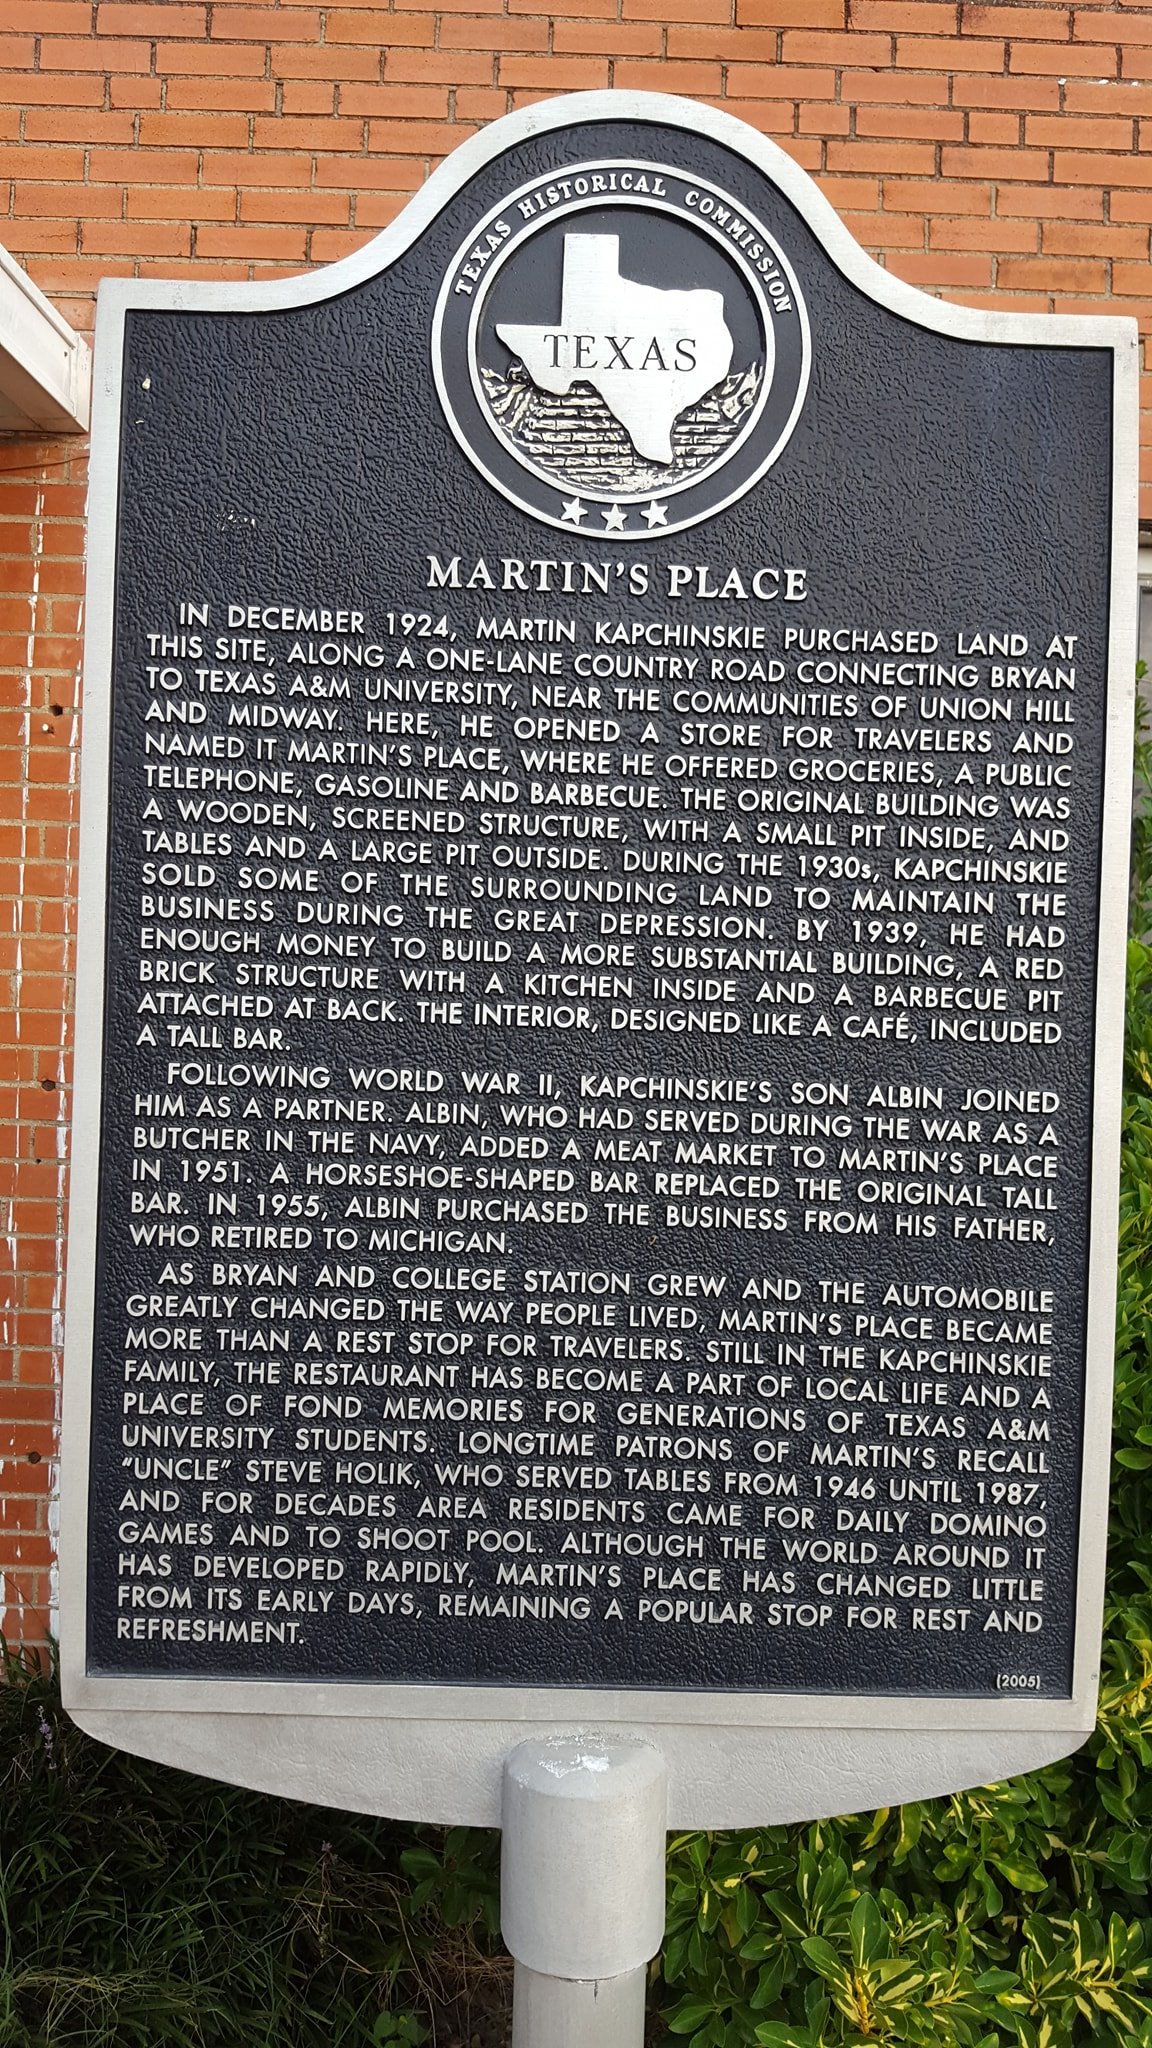 TEXAS HISTORICAL COMMISSION
TEXAS
MARTIN'S PLACE
IN DECEMBER 1924, MARTIN KAPCHINSKIE PURCHASED LAND AT
THIS SITE, ALONG A ONE-LANE COUNTRY ROAD CONNECTING BRYAN
TO TEXAS A&M UNIVERSITY, NEAR THE COMMUNITIES OF UNION HILL
AND MIDWAY. HERE, HE OPENED A STORE FOR TRAVELERS AND
NAMED IT MARTIN'S PLACE, WHERE HE OFFERED GROCERIES, A PUBLIC
TELEPHONE, GASOLINE AND BARBECUE. THE ORIGINAL BUILDING WAS
A WOODEN, SCREENED STRUCTURE, WITH A SMALL PIT INSIDE, AND
TABLES AND A LARGE PIT OUTSIDE. DURING THE 1930s, KAPCHINSKIE
SOLD SOME OF THE SURROUNDING LAND TO MAINTAIN THE
BUSINESS DURING THE GREAT DEPRESSION. BY 1939, HE HAD
ENOUGH MONEY TO BUILD A MORE SUBSTANTIAL BUILDING, A RED
BRICK STRUCTURE WITH A KITCHEN INSIDE AND A BARBECUE PIT
ATTACHED AT BACK. THE INTERIOR, DESIGNED LIKE A CAFÉ, INCLUDED
A TALL BAR.
FOLLOWING WORLD WAR II, KAPCHINSKIE'S SON ALBIN JOINED
HIM AS A PARTNER. ALBIN, WHO HAD SERVED DURING THE WAR AS A
BUTCHER IN THE NAVY, ADDED A MEAT MARKET TO MARTIN'S PLACE
IN 1951. A HORSESHOE-SHAPED BAR REPLACED THE ORIGINAL TALL
BAR. IN 1955, ALBIN PURCHASED THE BUSINESS FROM HIS FATHER,
WHO RETIRED TO MICHIGAN.
AS BRYAN AND COLLEGE STATION GREW AND THE AUTOMOBILE
GREATLY CHANGED THE WAY PEOPLE LIVED, MARTIN'S PLACE BECAME
MORE THAN A REST STOP FOR TRAVELERS. STILL IN THE KAPCHINSKIE
FAMILY, THE RESTAURANT HAS BECOME A PART OF LOCAL LIFE AND A
PLACE OF FOND MEMORIES FOR GENERATIONS OF TEXAS A&M
UNIVERSITY STUDENTS. LONGTIME PATRONS OF MARTIN'S RECALL
"UNCLE" STEVE HOLIK, WHO SERVED TABLES FROM 1946 UNTIL 1987,
AND FOR DECADES AREA RESIDENTS CAME FOR DAILY DOMINO
GAMES AND TO SHOOT POOL. ALTHOUGH THE WORLD AROUND IT
HAS DEVELOPED RAPIDLY, MARTIN'S PLACE HAS CHANGED LITTLE
FROM ITS EARLY DAYS, REMAINING A POPULAR STOP FOR REST AND
REFRESHMENT.
(2005)